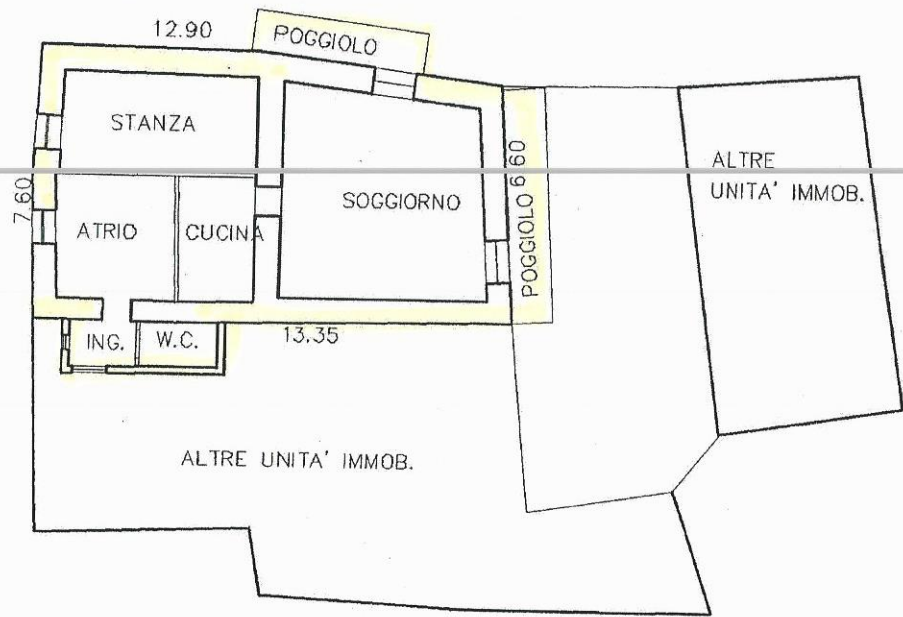 12.90
POGGIOLO
STANZA
ALTRE
UNITA' IMMOB.
7.60
6.60
SOGGIORNO
ATRIO
CUCINA
POGGIOLO
ING.
W.C.
13.35
ALTRE UNITA' IMMOB.